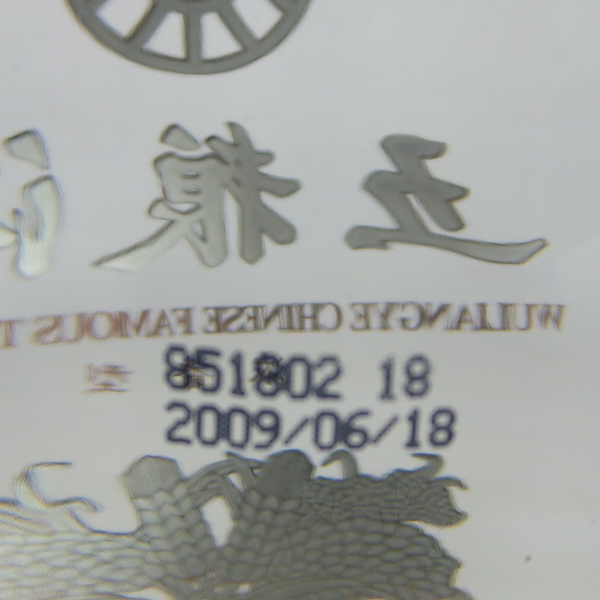 五粮
WULIANGYE CHINESE FAMOUS
851802 18
2009/06/18